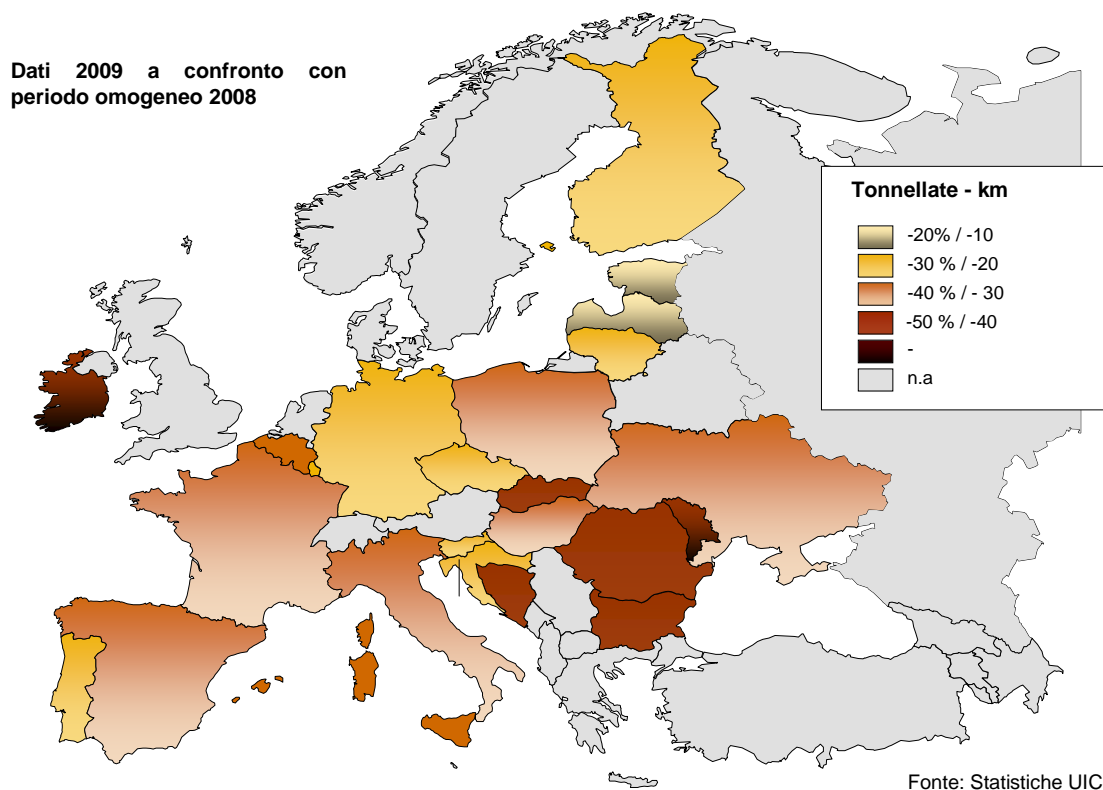 Dati 2009 a confronto con
periodo omogeneo 2008
Tonnellate - km
-20% / -10
-30 % / -20
-40 % / - 30
-50 % / -40
-
n.a
Fonte: Statistiche UIC